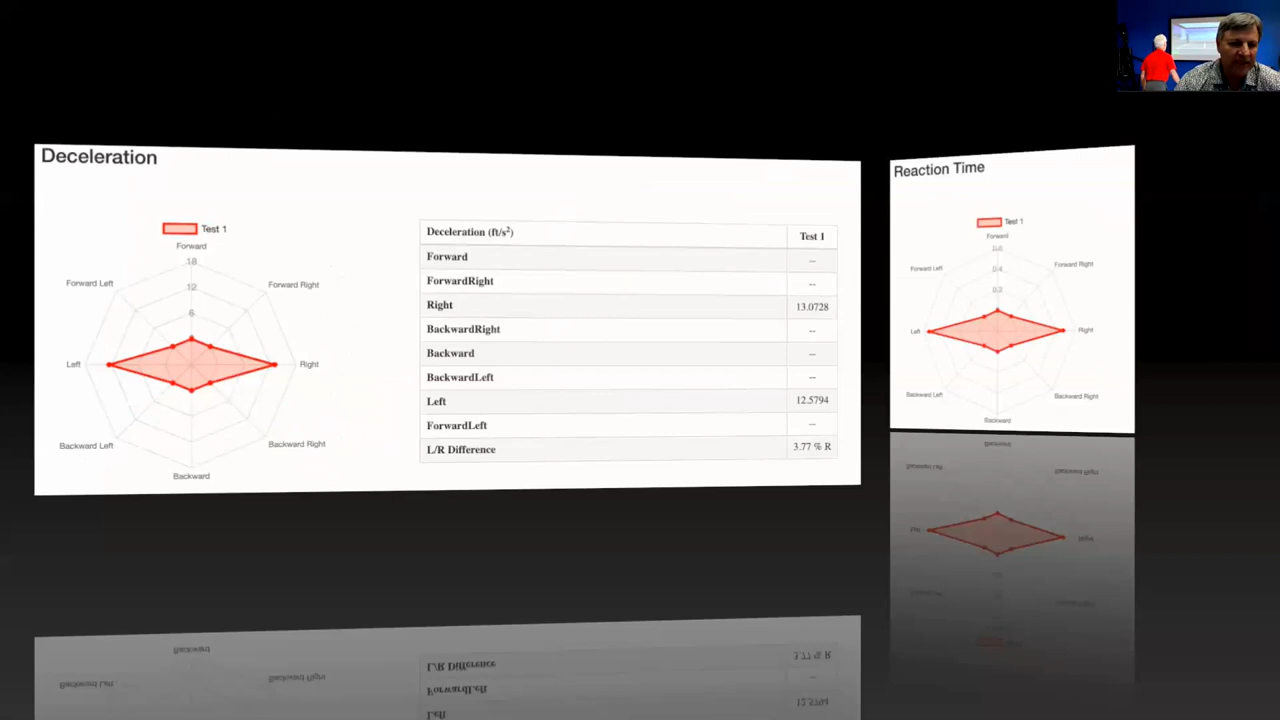 Deceleration
Test 1
Forward
18
12
6
Forward Left
Forward Right
Left
Right
Backward Left
Backward Right
Backward
Deceleration (ft/s²) Test 1
Forward --
ForwardRight --
Right 13.0728
BackwardRight --
Backward --
BackwardLeft --
Left 12.5794
ForwardLeft --
L/R Difference 3.77 % R
Reaction Time
Test 1
Forward
0.4
0.2
Forward Left
Forward Right
Left
Right
Backward Left
Backward Right
Backward